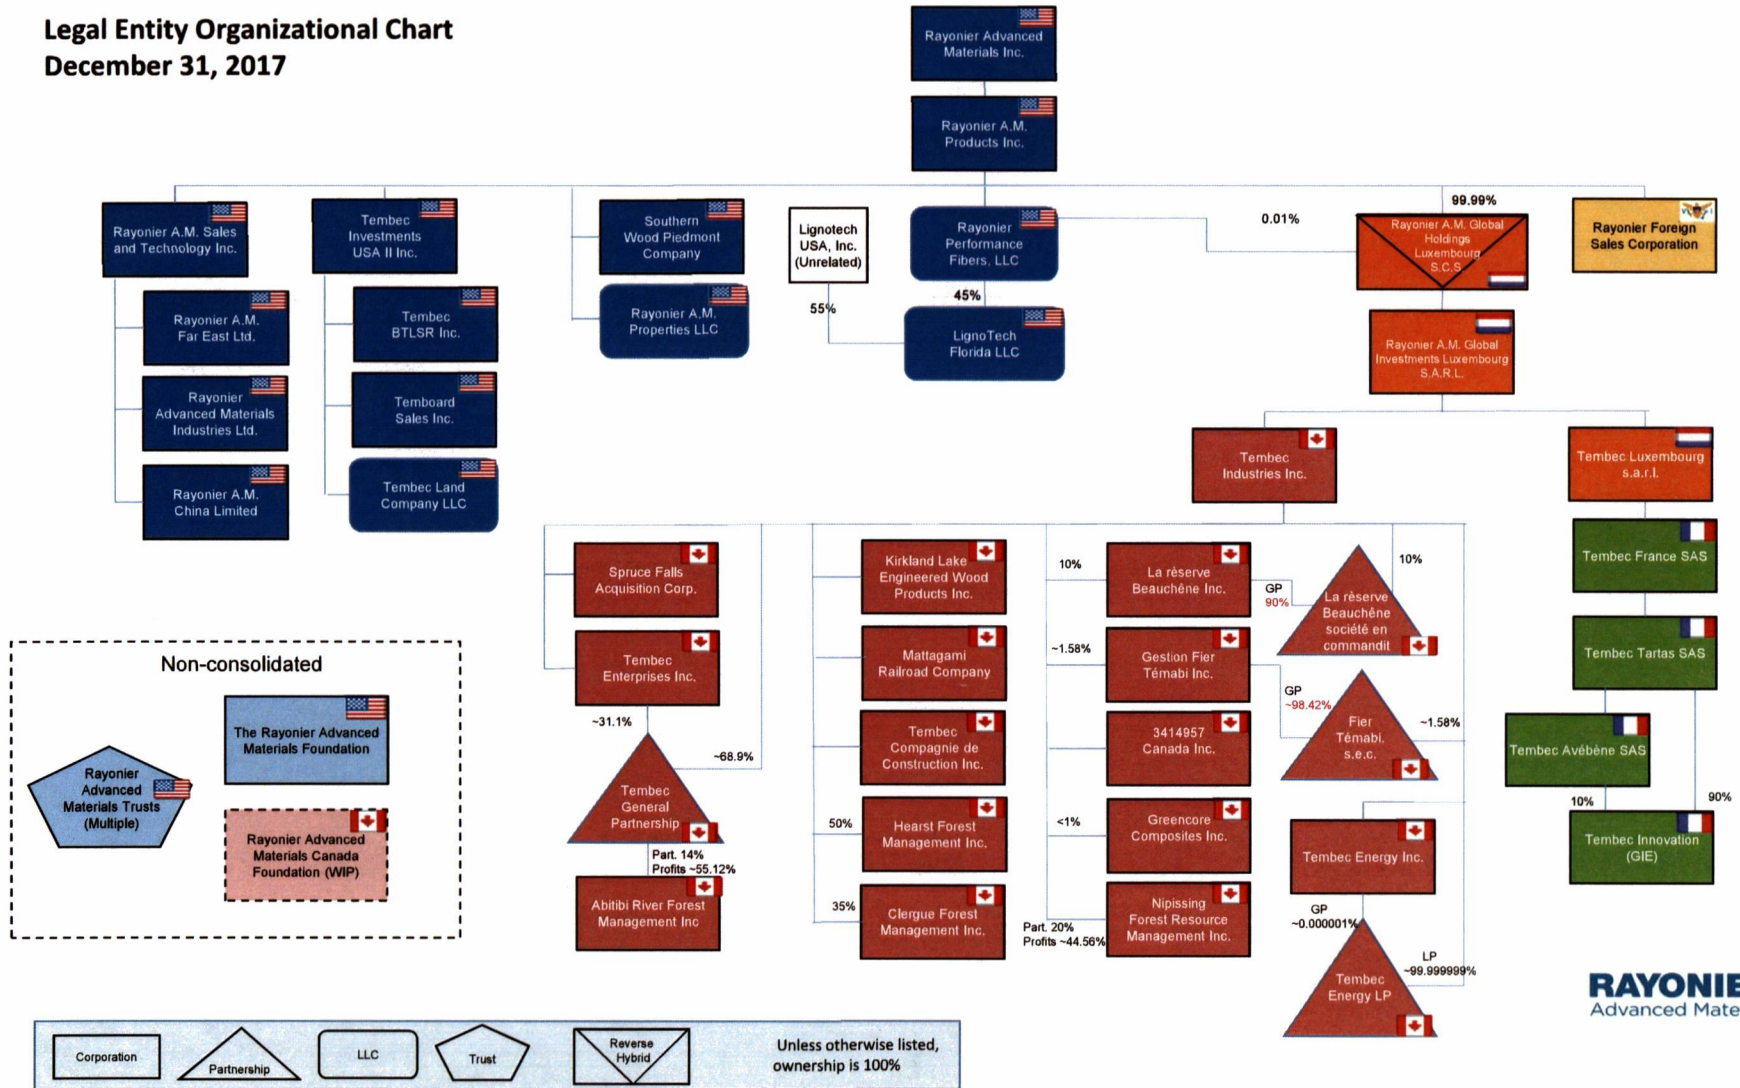 Legal Entity Organizational Chart
December 31, 2017
Rayonier Advanced
Materials Inc.
Rayonier A.M.
Products Inc.
Rayonier A.M. Sales
and Technology Inc.
Tembec
Investments
USA II Inc.
Southern
Wood Piedmont
Company
Lignotech
USA, Inc.
(Unrelated)
Rayonier
Performance
Fibers, LLC
0.01%
99.99%
Rayonier A.M. Global
Holdings
Luxembourg
S.C.S.
Rayonier Foreign
Sales Corporation
Rayonier A.M.
Far East Ltd.
Tembec
BTLSR Inc.
Rayonier A.M.
Properties LLC
55%
45%
LignoTech
Florida LLC
Rayonier A.M. Global
Investments Luxembourg
S.A.R.L.
Rayonier
Advanced Materials
Industries Ltd.
Temboard
Sales Inc.
Rayonier A.M.
China Limited
Tembec Land
Company LLC
Tembec
Industries Inc.
Tembec Luxembourg
s.a.r.l.
Spruce Falls
Acquisition Corp.
Kirkland Lake
Engineered Wood
Products Inc.
10%
La rèserve
Beauchêne Inc.
GP
90%
La rèserve
Beauchêne
société en
commandit
10%
Tembec France SAS
Tembec
Enterprises Inc.
Mattagami
Railroad Company
~1.58%
Gestion Fier
Témabi Inc.
GP
~98.42%
Fier
Témabi,
s.e.c.
~1.58%
Tembec Tartas SAS
~31.1%
~68.9%
Tembec
General
Partnership
Tembec
Compagnie de
Construction Inc.
3414957
Canada Inc.
Tembec Avébène SAS
10%
90%
50%
Hearst Forest
Management Inc.
<1%
Greencore
Composites Inc.
Tembec Energy Inc.
Tembec Innovation
(GIE)
Part. 14%
Profits ~55.12%
Abitibi River Forest
Management Inc
35%
Clergue Forest
Management Inc.
Part. 20%
Profits ~44.56%
Nipissing
Forest Resource
Management Inc.
GP
~0.000001%
LP
~99.999999%
Tembec
Energy LP
Non-consolidated
The Rayonier Advanced
Materials Foundation
Rayonier
Advanced
Materials Trusts
(Multiple)
Rayonier Advanced
Materials Canada
Foundation (WIP)
RAYONIE
Advanced Mate
Corporation
Partnership
LLC
Trust
Reverse
Hybrid
Unless otherwise listed,
ownership is 100%